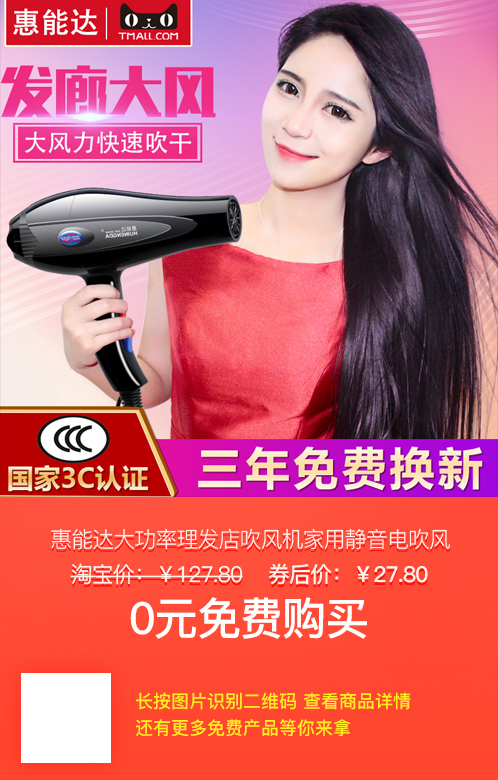 惠能达
TMALL.COM
发廊大风
大风力快速吹干
惠能达
HUINENGDA
国家3C认证
三年免费换新
惠能达大功率理发店吹风机家用静音电吹风
淘宝价：￥127.80 券后价：￥27.80
0元免费购买
长按图片识别二维码 查看商品详情
还有更多免费产品等你来拿